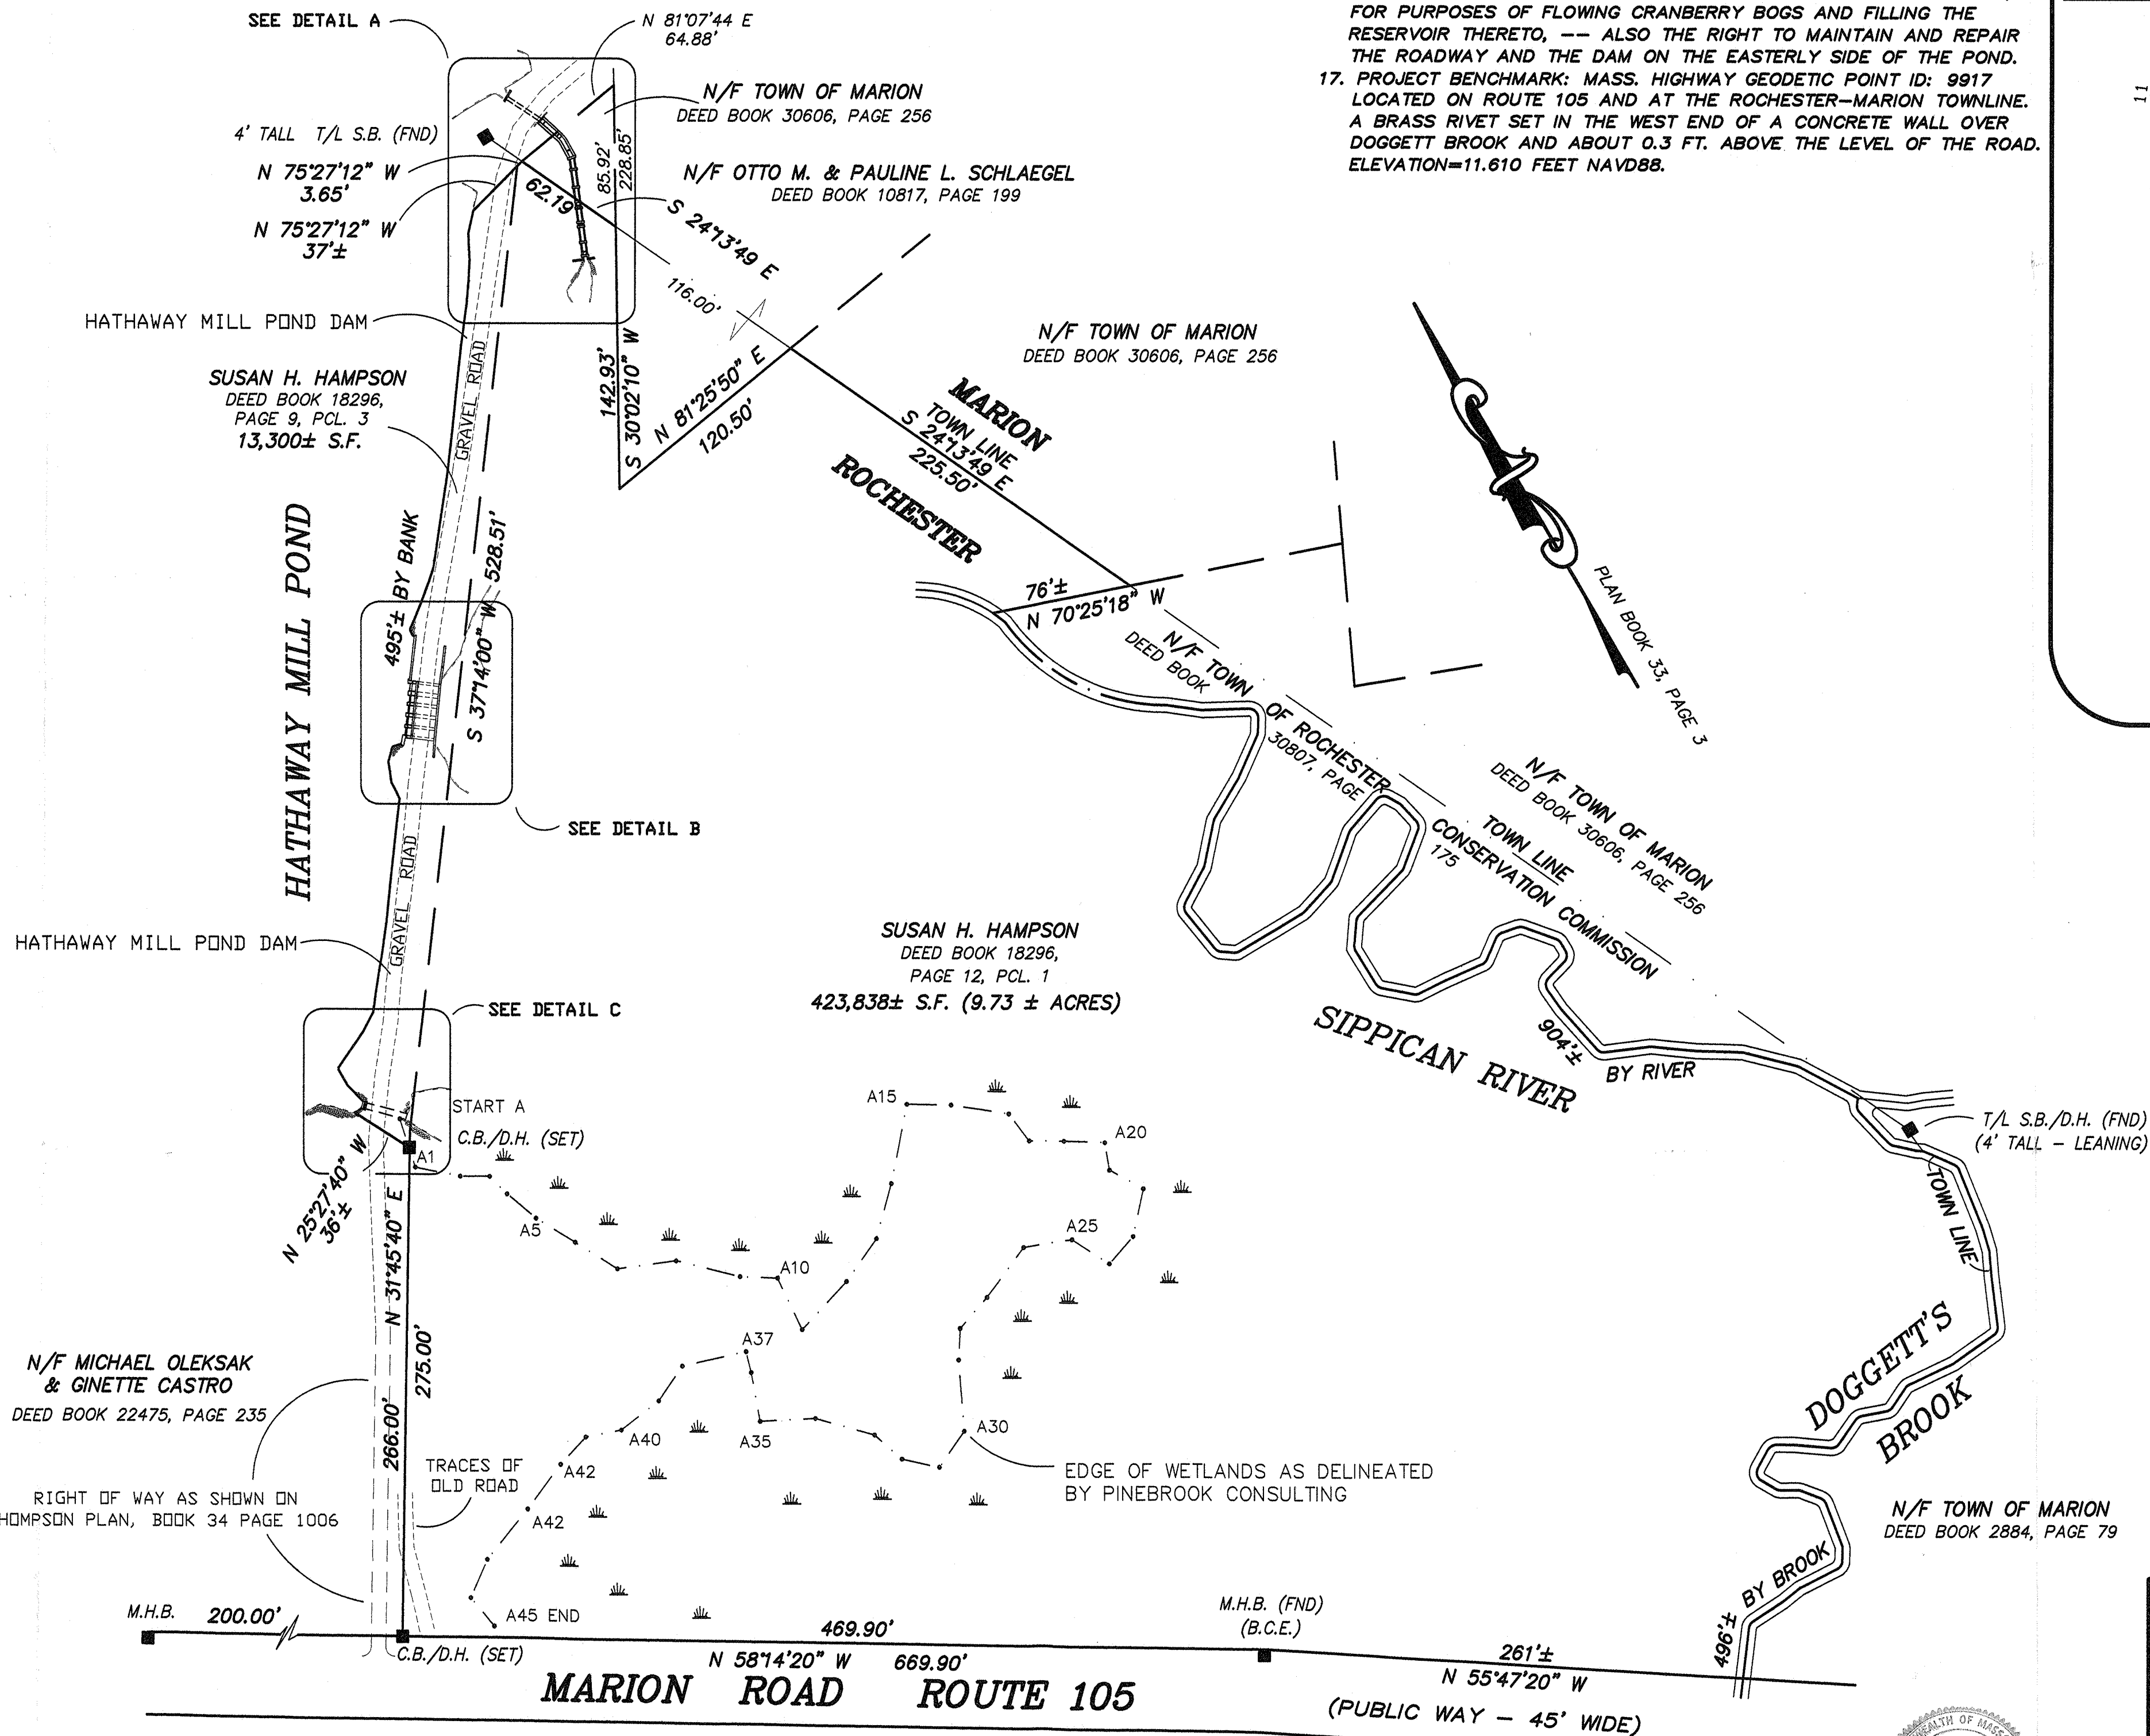 SEE DETAIL A
N 81°07'44 E
64.88'
FOR PURPOSES OF FLOWING CRANBERRY BOGS AND FILLING THE
RESERVOIR THERETO, -- ALSO THE RIGHT TO MAINTAIN AND REPAIR
THE ROADWAY AND THE DAM ON THE EASTERLY SIDE OF THE POND.
17. PROJECT BENCHMARK: MASS. HIGHWAY GEODETIC POINT ID: 9917
LOCATED ON ROUTE 105 AND AT THE ROCHESTER-MARION TOWNLINE.
A BRASS RIVET SET IN THE WEST END OF A CONCRETE WALL OVER
DOGGETT BROOK AND ABOUT 0.3 FT. ABOVE THE LEVEL OF THE ROAD.
ELEVATION=11.610 FEET NAVD88.
11
N/F TOWN OF MARION
DEED BOOK 30606, PAGE 256
4' TALL T/L S.B. (FND)
N 75°27'12" W
3.65'
N 75°27'12" W
37'±
62.19
85.92'
228.85'
N/F OTTO M. & PAULINE L. SCHLAEGEL
DEED BOOK 10817, PAGE 199
S 24°13'49 E
116.00'
HATHAWAY MILL POND DAM
SUSAN H. HAMPSON
DEED BOOK 18296,
PAGE 9, PCL. 3
13,300± S.F.
GRAVEL ROAD
142.93'
S 30°02'10" W
N 81°25'50" E
120.50'
N/F TOWN OF MARION
DEED BOOK 30606, PAGE 256
MARION
TOWN LINE
S 24°13'49 E
225.50'
ROCHESTER
PLAN BOOK 33, PAGE 3
HATHAWAY MILL POND
495'± BY BANK
S 37°14'00" W 528.51'
76'±
N 70°25'18" W
N/F TOWN OF ROCHESTER CONSERVATION COMMISSION
DEED BOOK 30807, PAGE 175
TOWN LINE
N/F TOWN OF MARION
DEED BOOK 30606, PAGE 256
SEE DETAIL B
GRAVEL ROAD
HATHAWAY MILL POND DAM
SUSAN H. HAMPSON
DEED BOOK 18296,
PAGE 12, PCL. 1
423,838± S.F. (9.73 ± ACRES)
SEE DETAIL C
SIPPICAN RIVER
904'±
BY RIVER
START A
C.B./D.H. (SET)
A1
A5
A10
A15
A20
A25
A30
A35
A37
A40
A42
A42
A45 END
T/L S.B./D.H. (FND)
(4' TALL - LEANING)
TOWN LINE
N 25°27'40" W
36'±
N 31°45'40" E
275.00'
266.00'
N/F MICHAEL OLEKSAK
& GINETTE CASTRO
DEED BOOK 22475, PAGE 235
TRACES OF
OLD ROAD
RIGHT OF WAY AS SHOWN ON
HOMPSON PLAN, BOOK 34 PAGE 1006
EDGE OF WETLANDS AS DELINEATED
BY PINEBROOK CONSULTING
DOGGETT'S
BROOK
N/F TOWN OF MARION
DEED BOOK 2884, PAGE 79
496'± BY BROOK
M.H.B.
200.00'
C.B./D.H. (SET)
469.90'
N 58°14'20" W 669.90'
M.H.B. (FND)
(B.C.E.)
261'±
N 55°47'20" W
MARION ROAD ROUTE 105
(PUBLIC WAY - 45' WIDE)
EALTH OF MASS